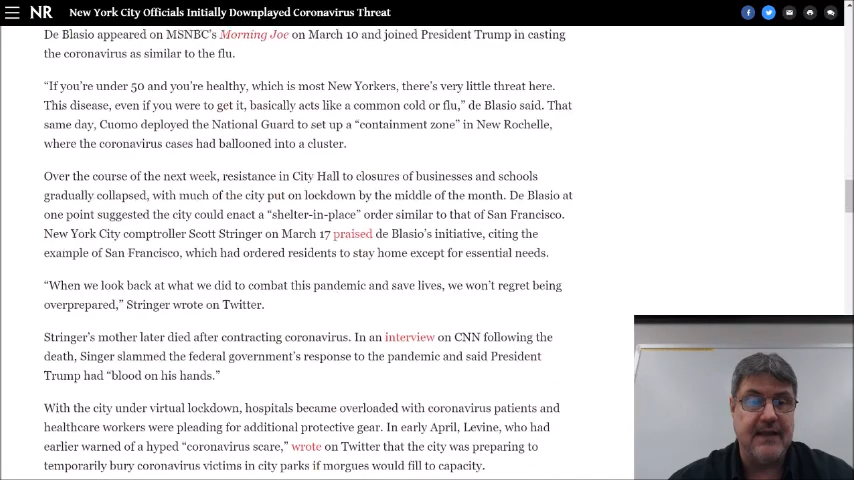 NR New York City Officials Initially Downplayed Coronavirus Threat
De Blasio appeared on MSNBC's Morning Joe on March 10 and joined President Trump in casting
the coronavirus as similar to the flu.
“If you're under 50 and you're healthy, which is most New Yorkers, there's very little threat here.
This disease, even if you were to get it, basically acts like a common cold or flu,” de Blasio said. That
same day, Cuomo deployed the National Guard to set up a “containment zone” in New Rochelle,
where the coronavirus cases had ballooned into a cluster.
Over the course of the next week, resistance in City Hall to closures of businesses and schools
gradually collapsed, with much of the city put on lockdown by the middle of the month. De Blasio at
one point suggested the city could enact a “shelter-in-place” order similar to that of San Francisco.
New York City comptroller Scott Stringer on March 17 praised de Blasio's initiative, citing the
example of San Francisco, which had ordered residents to stay home except for essential needs.
“When we look back at what we did to combat this pandemic and save lives, we won't regret being
overprepared,” Stringer wrote on Twitter.
Stringer's mother later died after contracting coronavirus. In an interview on CNN following the
death, Singer slammed the federal government's response to the pandemic and said President
Trump had “blood on his hands.”
With the city under virtual lockdown, hospitals became overloaded with coronavirus patients and
healthcare workers were pleading for additional protective gear. In early April, Levine, who had
earlier warned of a hyped “coronavirus scare,” wrote on Twitter that the city was preparing to
temporarily bury coronavirus victims in city parks if morgues would fill to capacity.